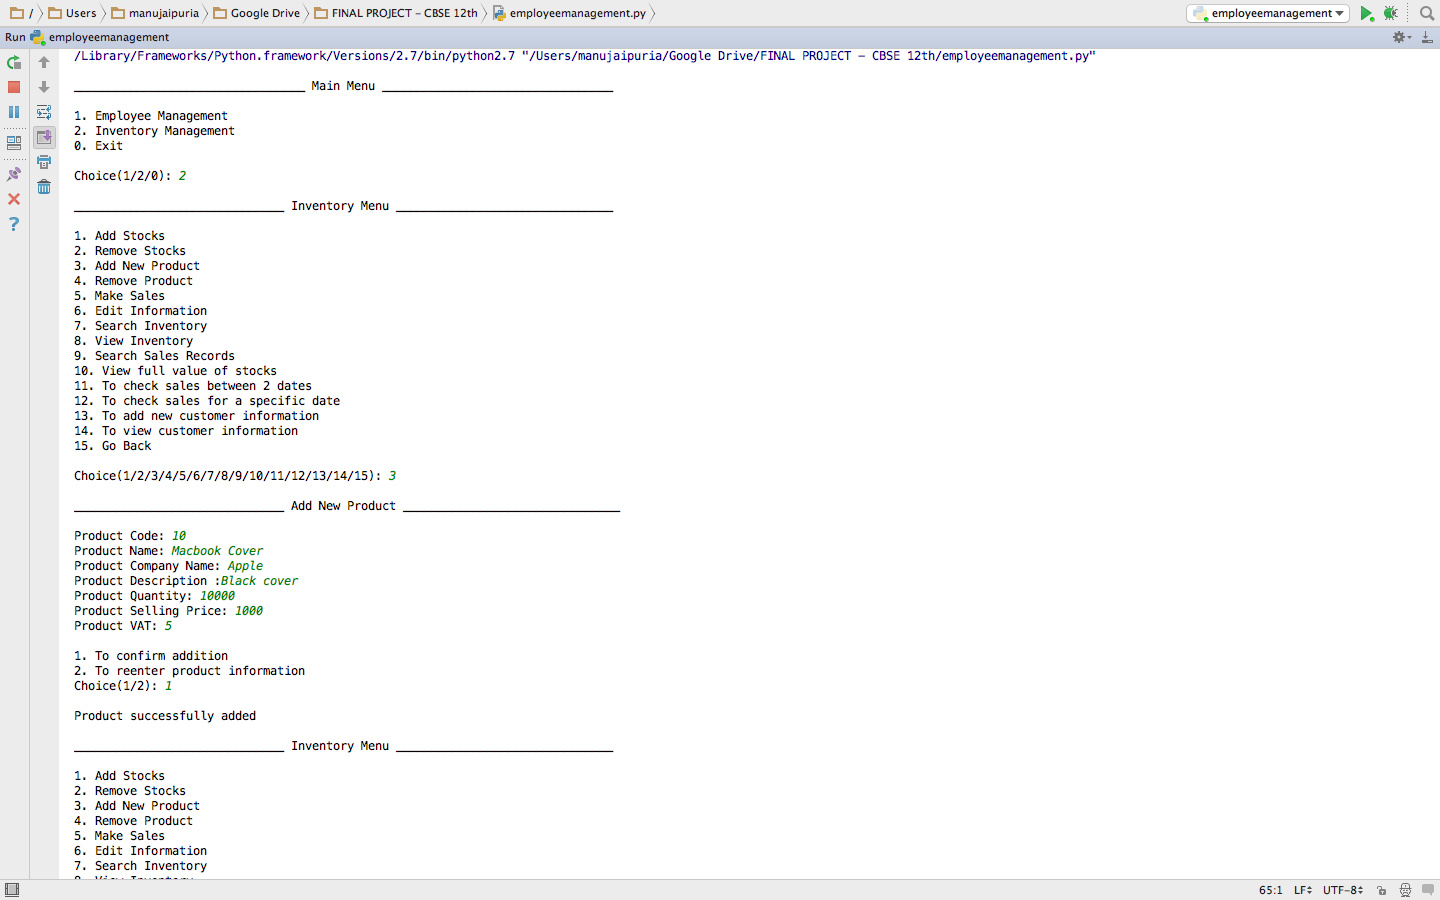 / Users manujaipuria Google Drive FINAL PROJECT – CBSE 12th employeemanagement.py employeemanagement
Run employeemanagement
/Library/Frameworks/Python.framework/Versions/2.7/bin/python2.7 "/Users/manujaipuria/Google Drive/FINAL PROJECT – CBSE 12th/employeemanagement.py"
_________________________________ Main Menu _________________________________
1. Employee Management
2. Inventory Management
0. Exit
Choice(1/2/0): 2
______________________________ Inventory Menu _______________________________
1. Add Stocks
2. Remove Stocks
3. Add New Product
4. Remove Product
5. Make Sales
6. Edit Information
7. Search Inventory
8. View Inventory
9. Search Sales Records
10. View full value of stocks
11. To check sales between 2 dates
12. To check sales for a specific date
13. To add new customer information
14. To view customer information
15. Go Back
Choice(1/2/3/4/5/6/7/8/9/10/11/12/13/14/15): 3
______________________________ Add New Product _______________________________
Product Code: 10
Product Name: Macbook Cover
Product Company Name: Apple
Product Description :Black cover
Product Quantity: 10000
Product Selling Price: 1000
Product VAT: 5
1. To confirm addition
2. To reenter product information
Choice(1/2): 1
Product successfully added
______________________________ Inventory Menu _______________________________
1. Add Stocks
2. Remove Stocks
3. Add New Product
4. Remove Product
5. Make Sales
6. Edit Information
7. Search Inventory
8. View Inventory
65:1 LF UTF-8